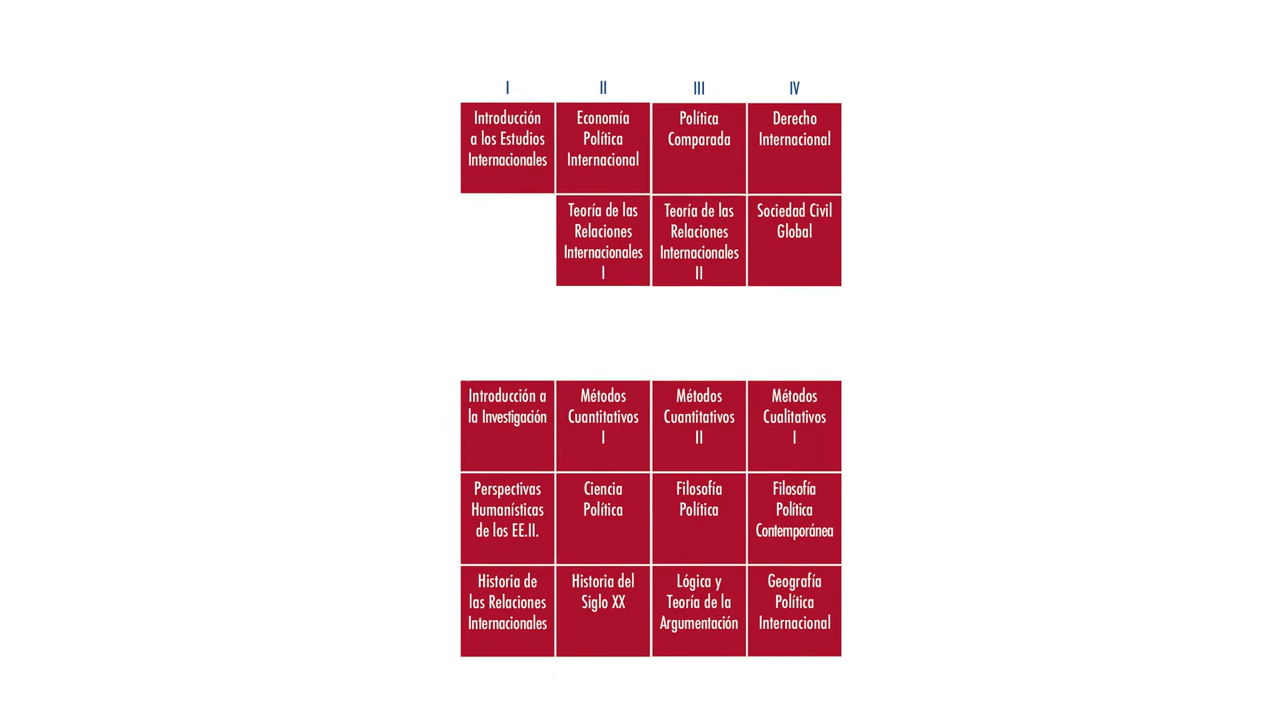 I
II
III
IV
Introducción
a los Estudios
Internacionales
Economía
Política
Internacional
Política
Comparada
Derecho
Internacional
Teoría de las
Relaciones
Internacionales
I
Teoría de las
Relaciones
Internacionales
II
Sociedad Civil
Global
Introducción a
la Investigación
Métodos
Cuantitativos
I
Métodos
Cuantitativos
II
Métodos
Cualitativos
I
Perspectivas
Humanísticas
de los EE.II.
Ciencia
Política
Filosofía
Política
Filosofía
Política
Contemporánea
Historia de
las Relaciones
Internacionales
Historia del
Siglo XX
Lógica y
Teoría de la
Argumentación
Geografía
Política
Internacional